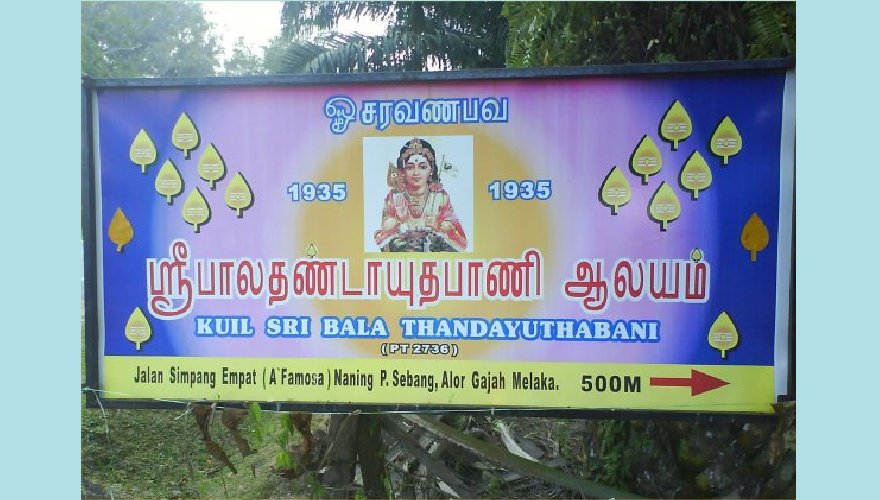 ஓம் சரவணபவ
1935 1935
ஸ்ரீ பாலதண்டாயுதபாணி ஆலயம்
KUIL SRI BALA THANDAYUTHABANI
(PT 2736)
Jalan Simpang Empat (A`Famosa) Naning P. Sebang, Alor Gajah Melaka. 500M